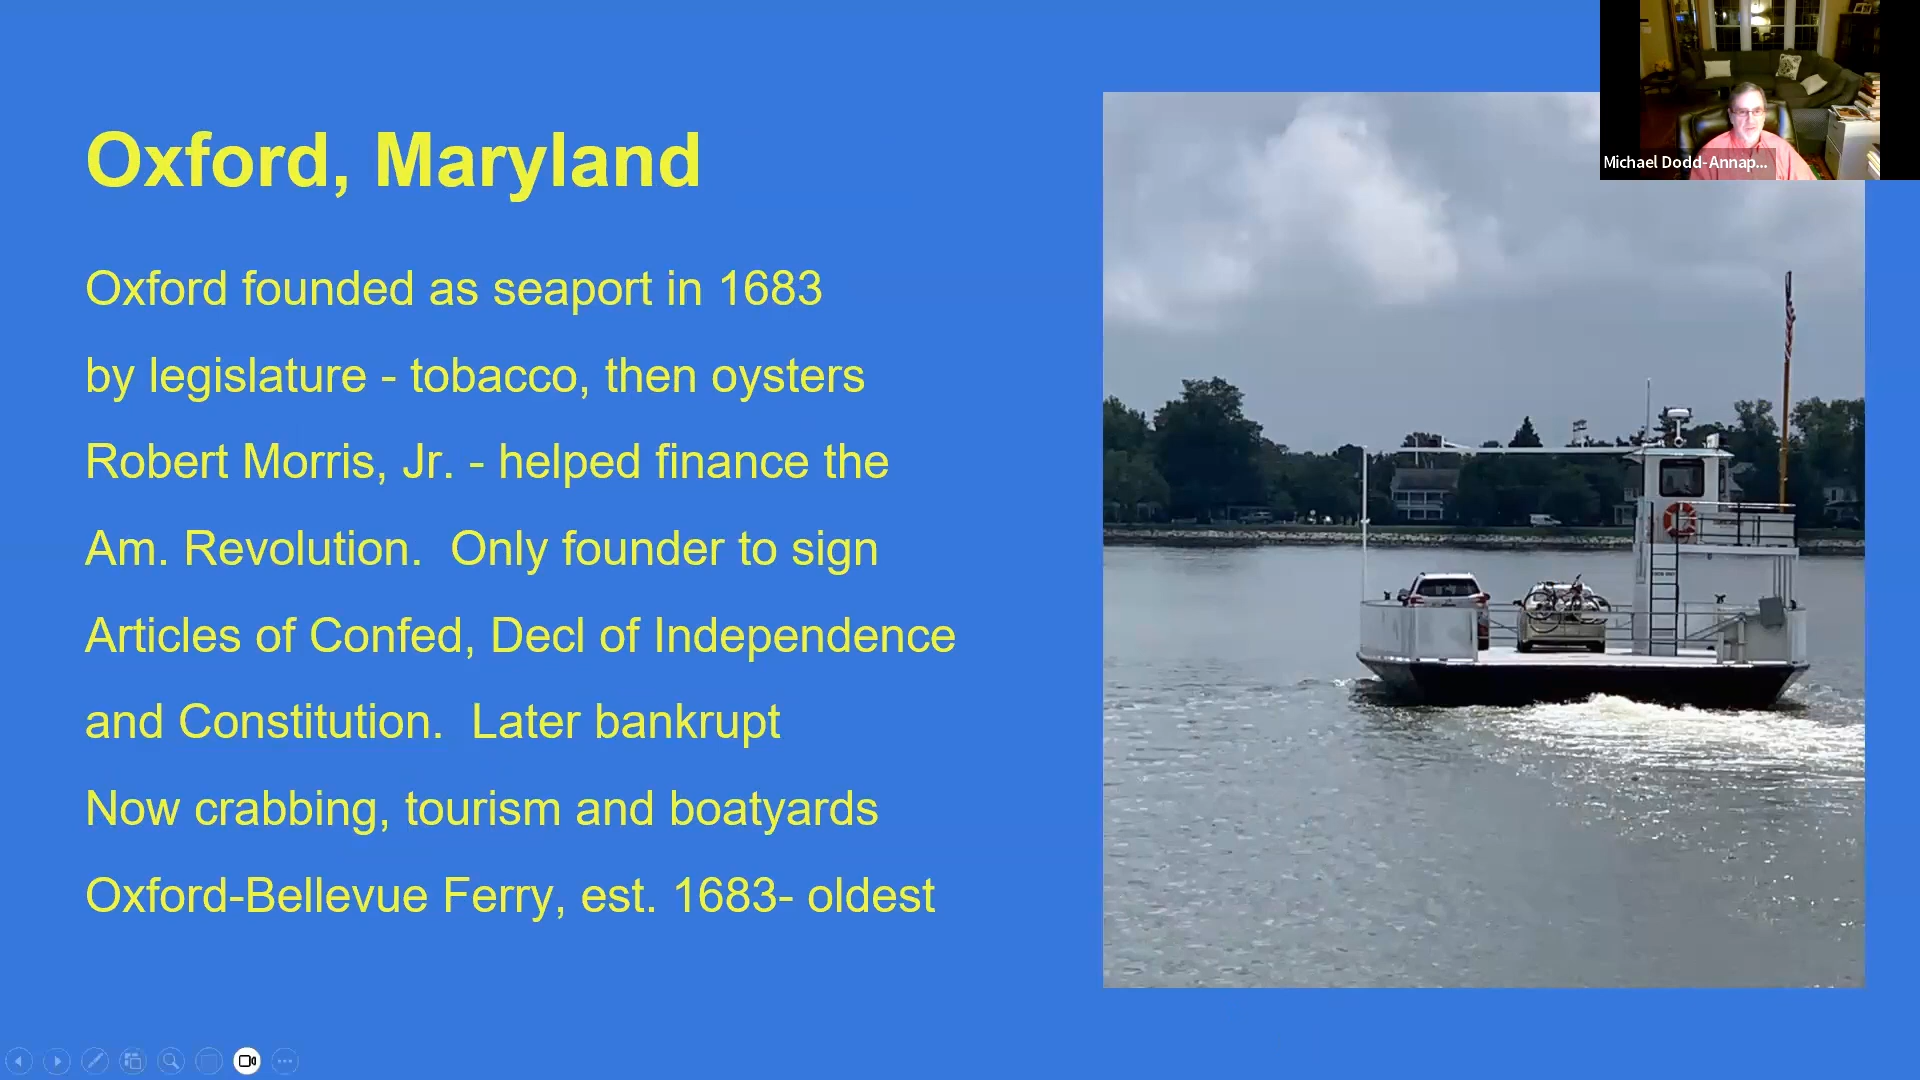 Oxford, Maryland
Oxford founded as seaport in 1683
by legislature - tobacco, then oysters
Robert Morris, Jr. - helped finance the
Am. Revolution.  Only founder to sign
Articles of Confed, Decl of Independence
and Constitution.  Later bankrupt
Now crabbing, tourism and boatyards
Oxford-Bellevue Ferry, est. 1683- oldest
Michael Dodd-Annap...